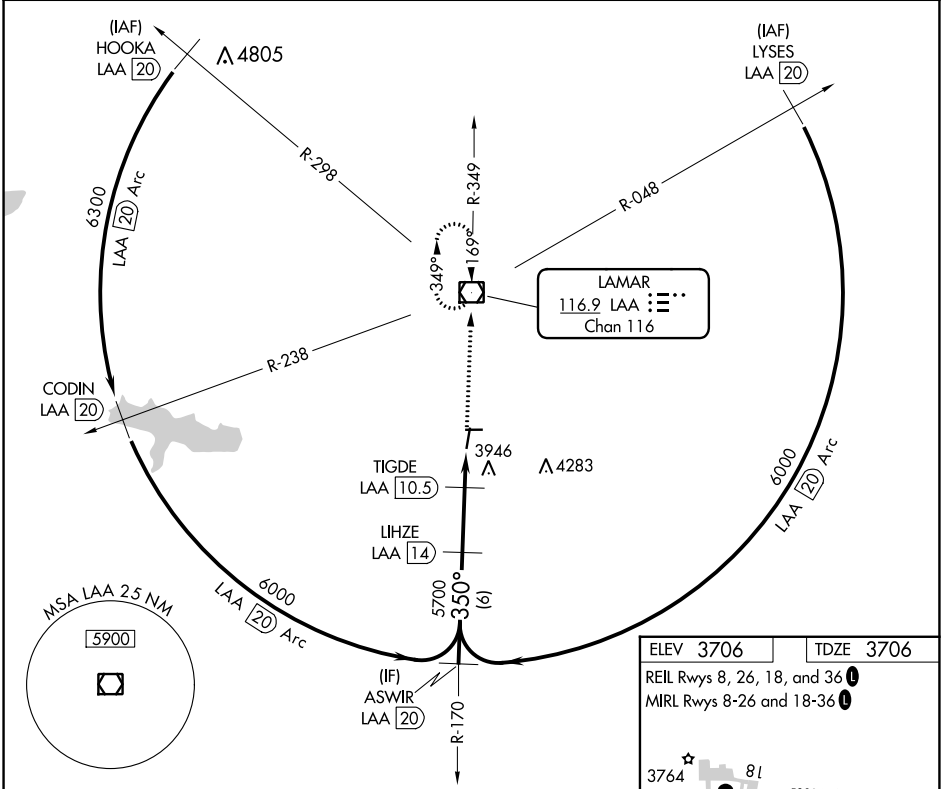 (IAF)
HOOKA
LAA 20
4805
(IAF)
LYSES
LAA 20
R-298
R-349
R-048
6300
LAA 20 Arc
349°
169°
LAMAR
116.9 LAA
Chan 116
R-238
CODIN
LAA 20
3946
4283
TIGDE
LAA 10.5
6000
LAA 20 Arc
LIHZE
LAA 14
6000
LAA 20 Arc
5700
350°
(6)
MSA LAA 25 NM
5900
(IF)
ASWIR
LAA 20
R-170
ELEV 3706
TDZE 3706
REIL Rwys 8, 26, 18, and 36 L
MIRL Rwys 8-26 and 18-36 L
3764
18